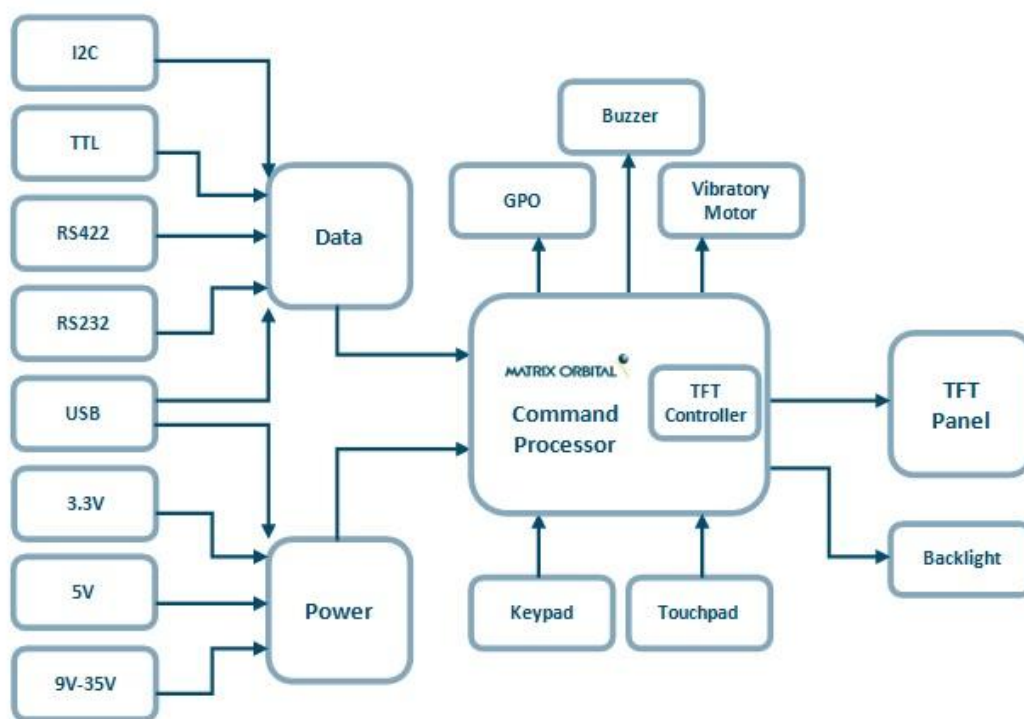 I2C
TTL
RS422
RS232
USB
3.3V
5V
9V-35V
Data
Power
GPO
Buzzer
Vibratory
Motor
MATRIX ORBITAL
Command
Processor
TFT
Controller
Keypad
Touchpad
TFT
Panel
Backlight